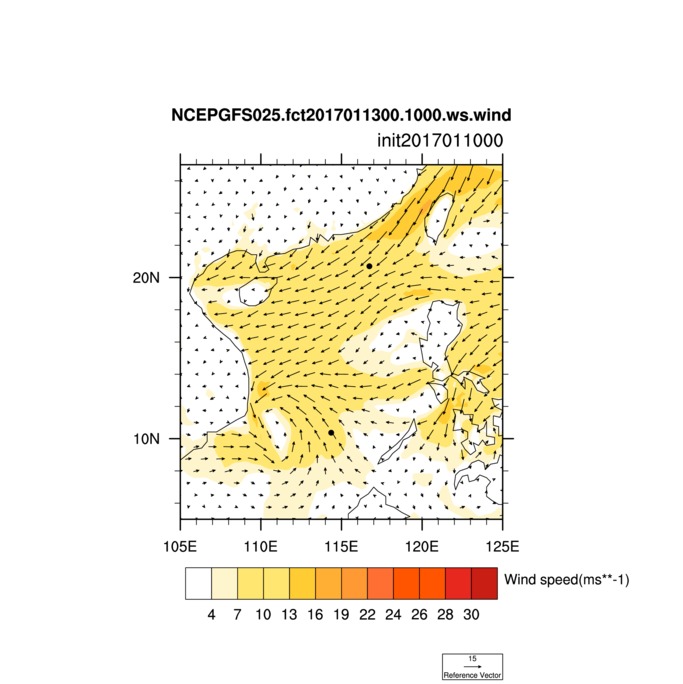 NCEPGFS025.fct2017011300.1000.ws.wind
init2017011000
20N
10N
105E 110E 115E 120E 125E
Wind speed(ms**-1)
4 7 10 13 16 19 22 24 26 28 30
15
Reference Vector